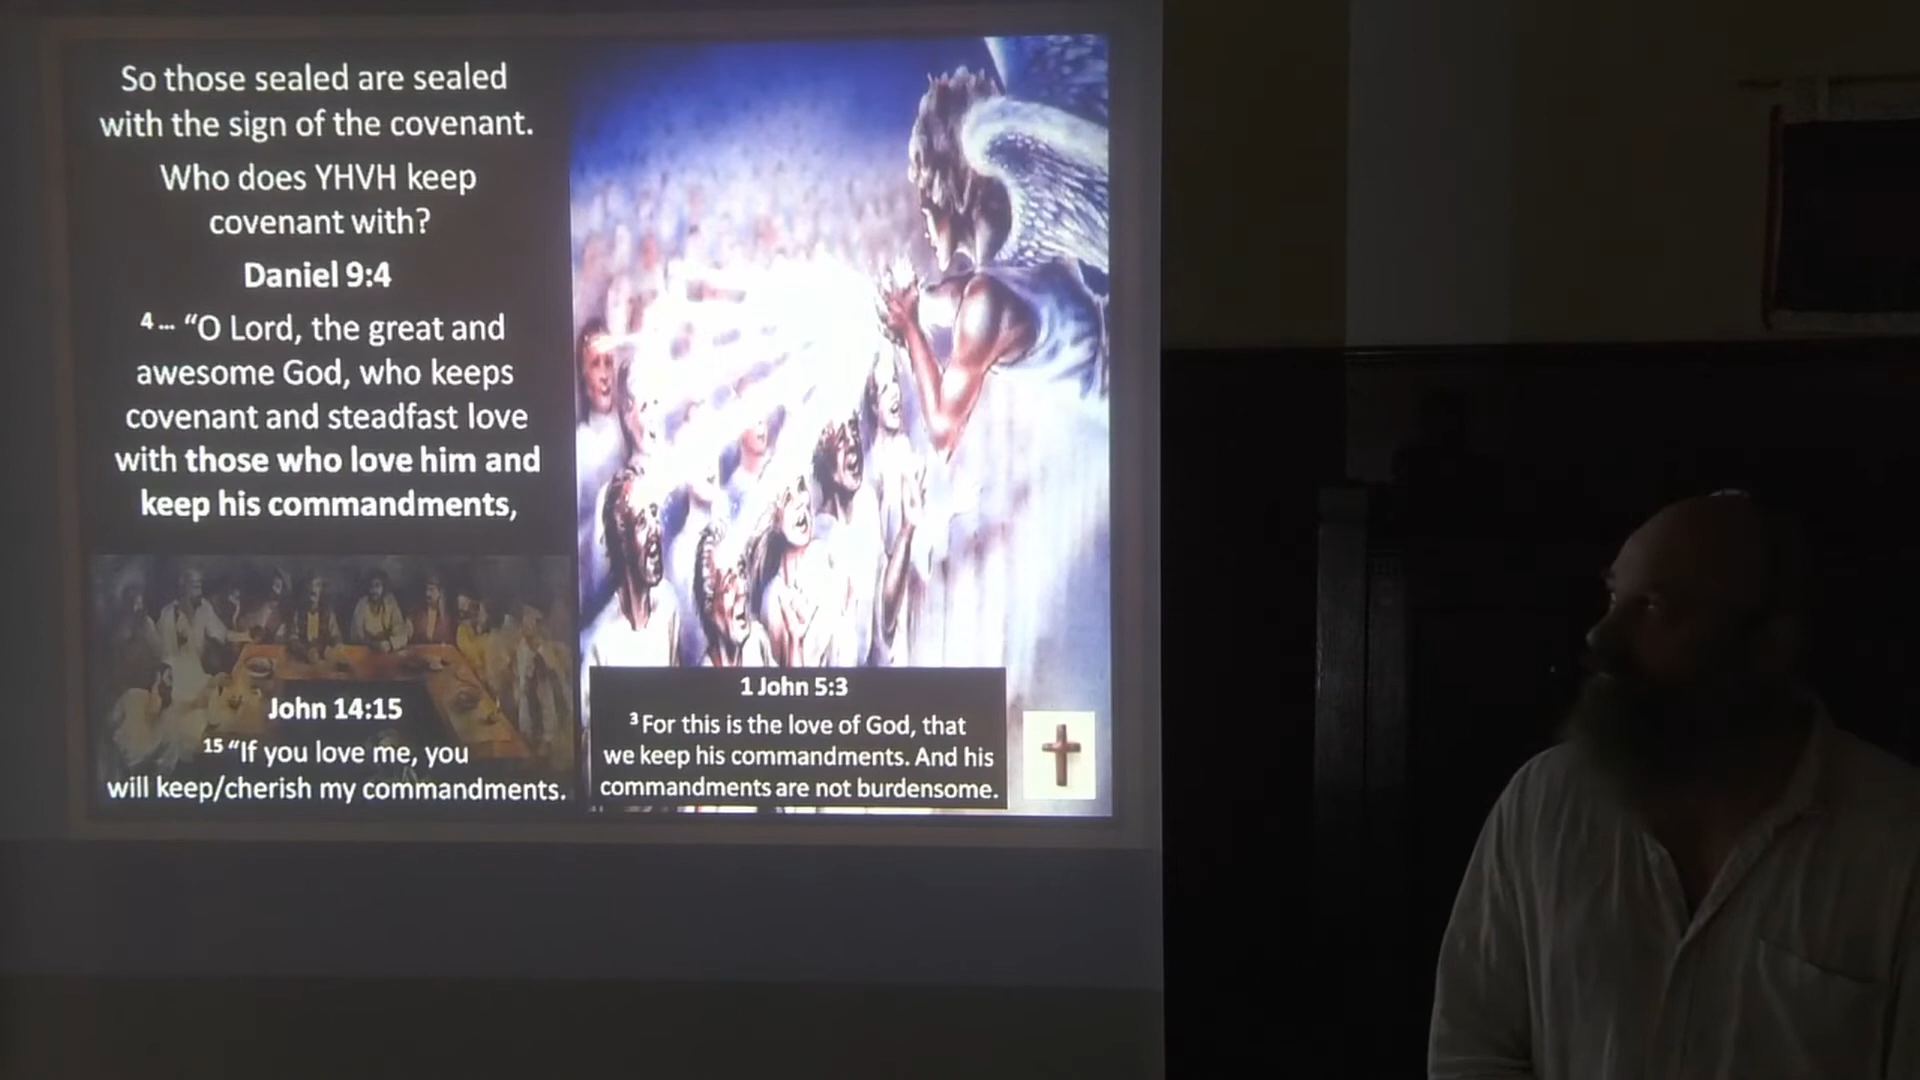 So those sealed are sealed
with the sign of the covenant.
Who does YHVH keep
covenant with?
Daniel 9:4
4 ... “O Lord, the great and
awesome God, who keeps
covenant and steadfast love
with those who love him and
keep his commandments,
John 14:15
15 “If you love me, you
will keep/cherish my commandments.
1 John 5:3
3 For this is the love of God, that
we keep his commandments. And his
commandments are not burdensome.